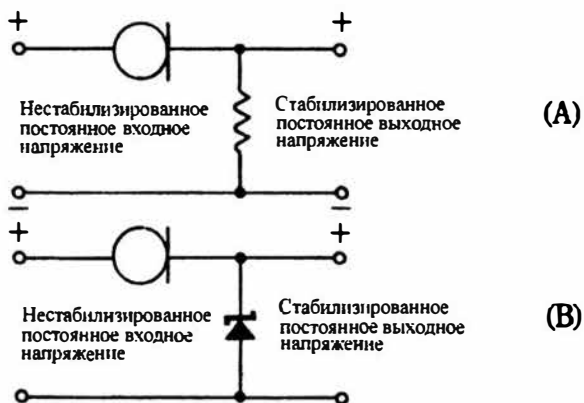 + +
Нестабилизированное Стабилизированное
постоянное входное постоянное выходное
напряжение напряжение
(A)
− −
+ +
Нестабилизированное Стабилизированное
постоянное входное постоянное выходное
напряжение напряжение
(B)